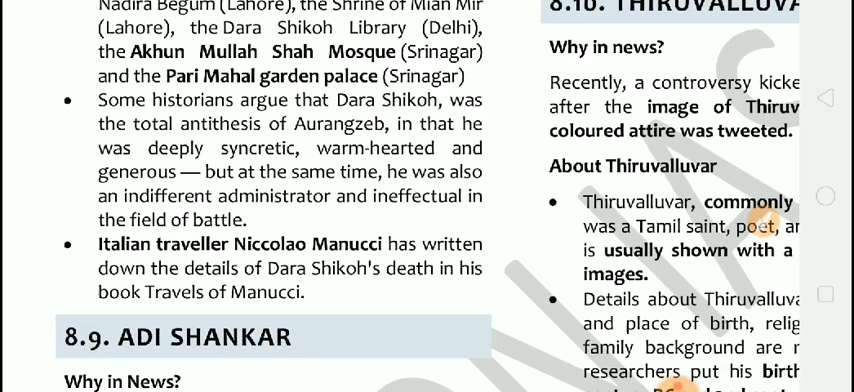 Nadira Begum (Lahore), the Shrine of Mian Mir
(Lahore), the Dara Shikoh Library (Delhi),
the Akhun Mullah Shah Mosque (Srinagar)
and the Pari Mahal garden palace (Srinagar)
• Some historians argue that Dara Shikoh, was
the total antithesis of Aurangzeb, in that he
was deeply syncretic, warm-hearted and
generous — but at the same time, he was also
an indifferent administrator and ineffectual in
the field of battle.
• Italian traveller Niccolao Manucci has written
down the details of Dara Shikoh's death in his
book Travels of Manucci.
8.9. ADI SHANKAR
Why in News?
8.10. THIRUVALLUVA
Why in news?
Recently, a controversy kicke
after the image of Thiruv
coloured attire was tweeted.
About Thiruvalluvar
• Thiruvalluvar, commonly
was a Tamil saint, poet, an
is usually shown with a
images.
• Details about Thiruvalluva
and place of birth, relig
family background are n
researchers put his birth